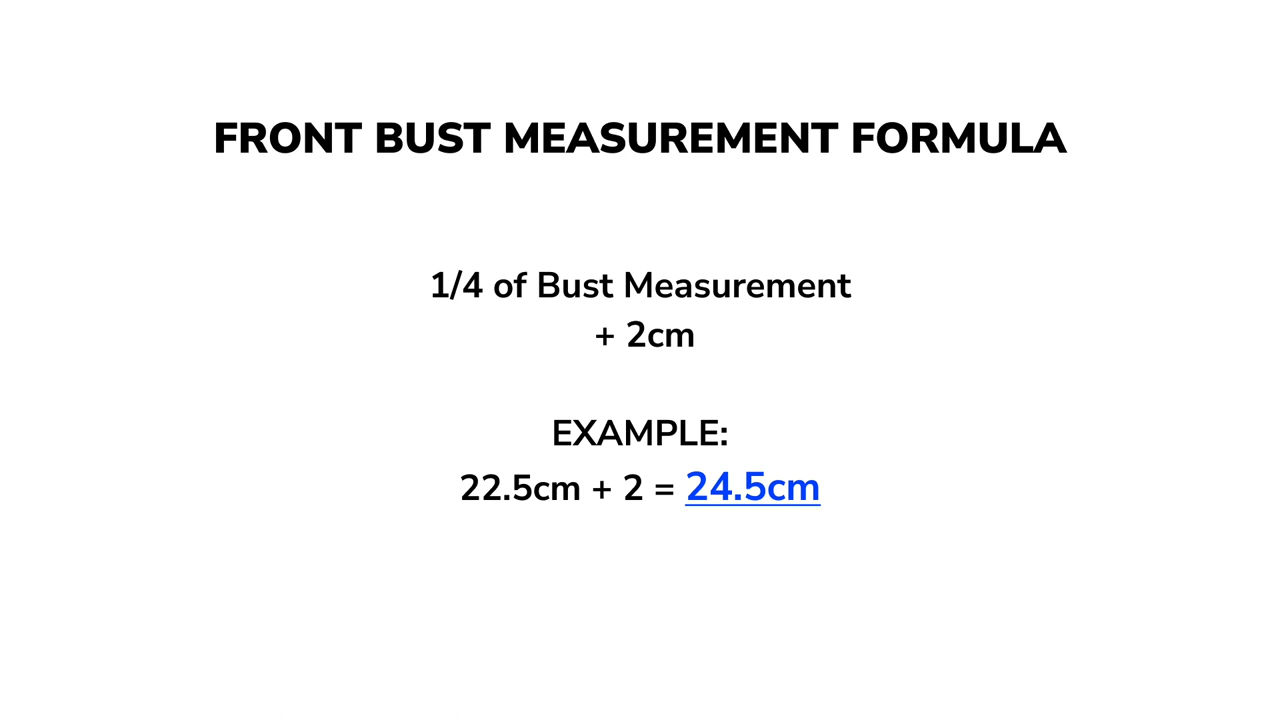 FRONT BUST MEASUREMENT FORMULA
1/4 of Bust Measurement
+ 2cm
EXAMPLE:
22.5cm + 2 = 24.5cm